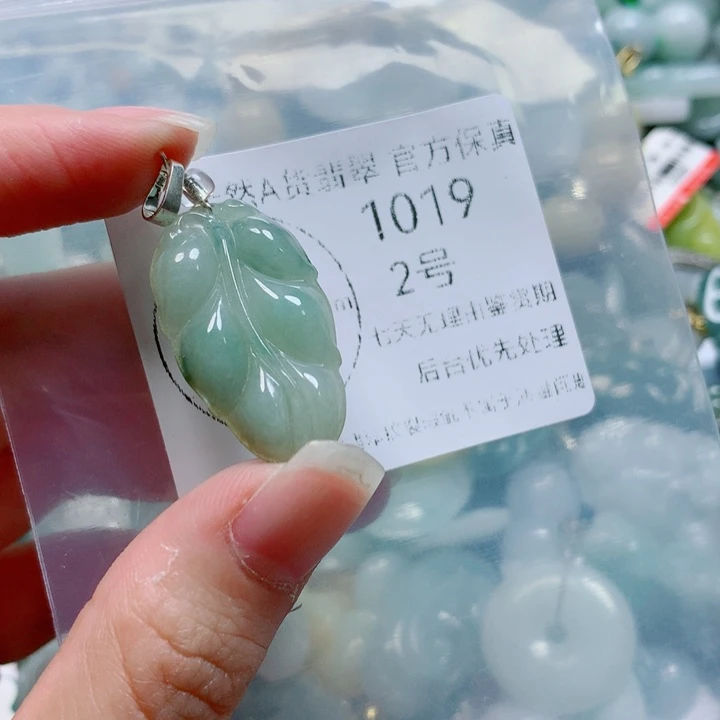 然A货翡翠 官方保真
1019
2号
七天无理由鉴赏期
后台优先处理